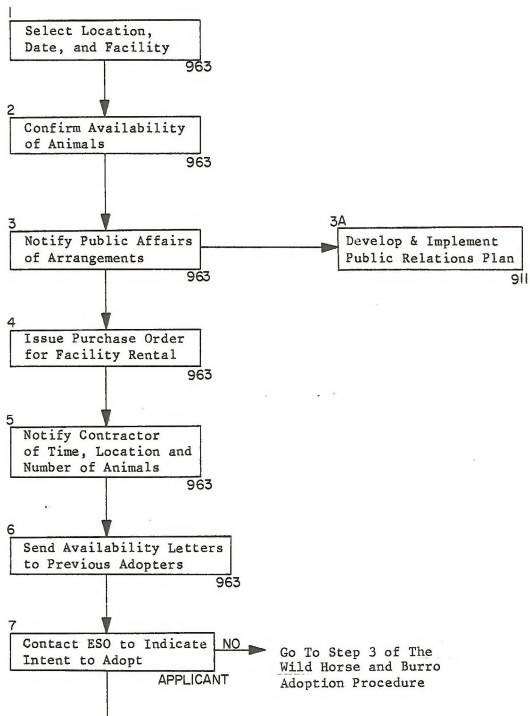 1
Select Location,
Date, and Facility
963
2
Confirm Availability
of Animals
963
3
Notify Public Affairs
of Arrangements
963
3A
Develop & Implement
Public Relations Plan
911
4
Issue Purchase Order
for Facility Rental
963
5
Notify Contractor
of Time, Location and
Number of Animals
963
6
Send Availability Letters
to Previous Adopters
963
7
Contact ESO to Indicate
Intent to Adopt
APPLICANT
NO
Go To Step 3 of The
Wild Horse and Burro
Adoption Procedure